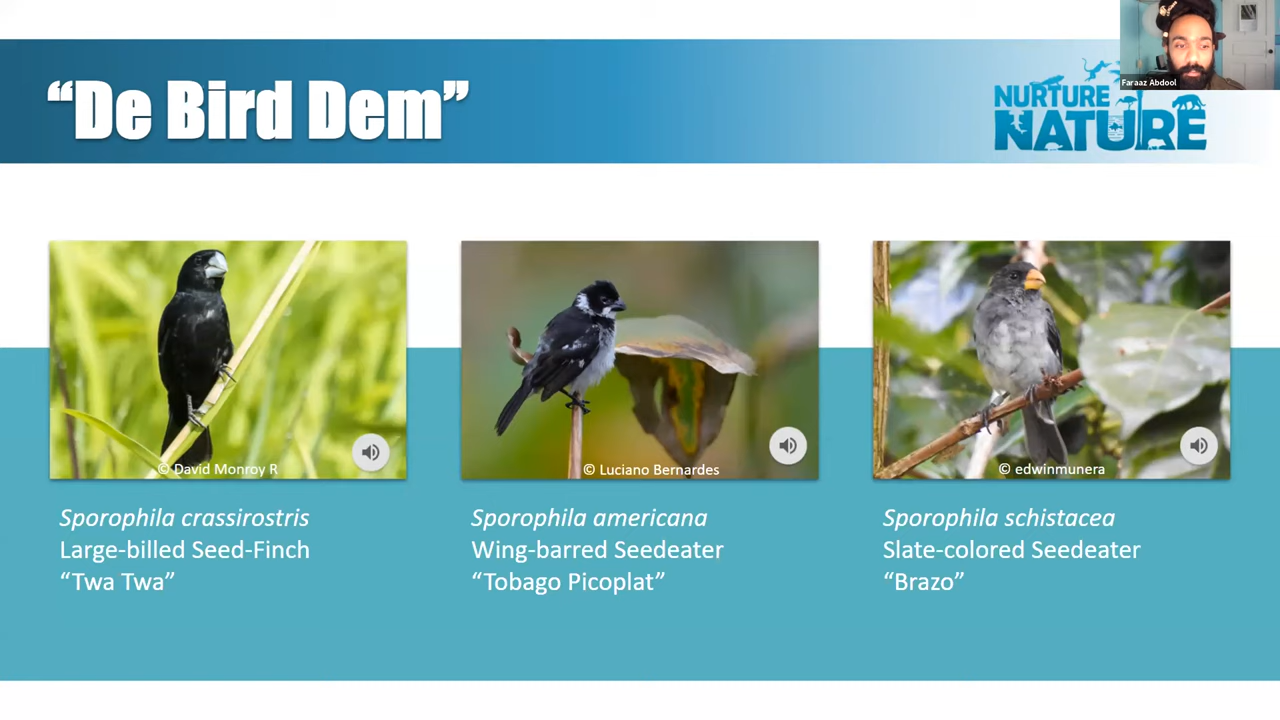 “De Bird Dem”
NURTURE
NATURE
Faraaz Abdool
© David Monroy R
© Luciano Bernardes
© edwinmunera
Sporophila crassirostris
Large-billed Seed-Finch
“Twa Twa”
Sporophila americana
Wing-barred Seedeater
“Tobago Picoplat”
Sporophila schistacea
Slate-colored Seedeater
“Brazo”